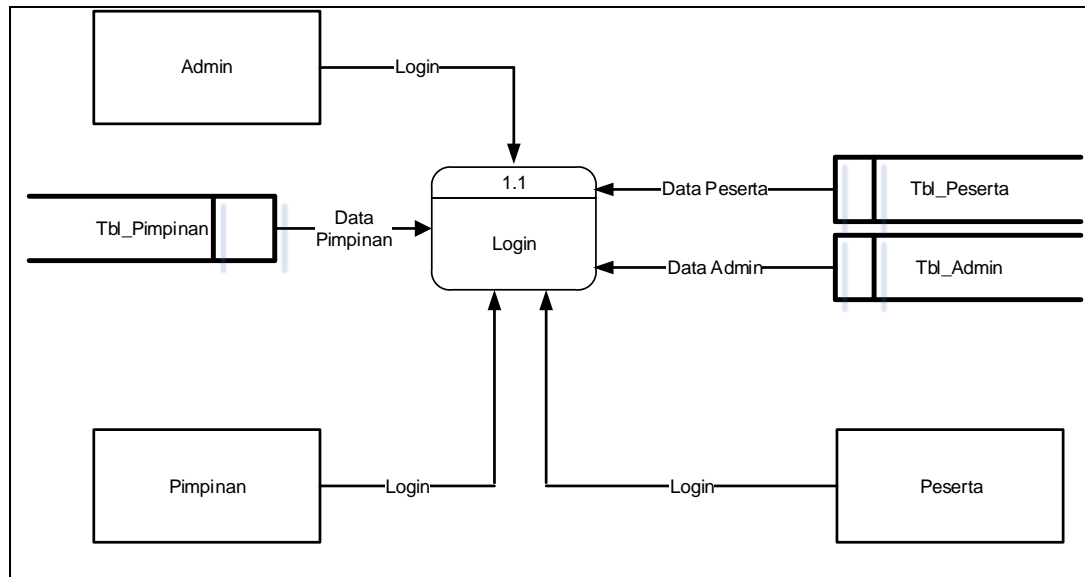 Admin
Login
1.1
Login
Data Peserta
Tbl_Peserta
Tbl_Pimpinan
Data
Pimpinan
Data Admin
Tbl_Admin
Pimpinan
Login
Login
Peserta